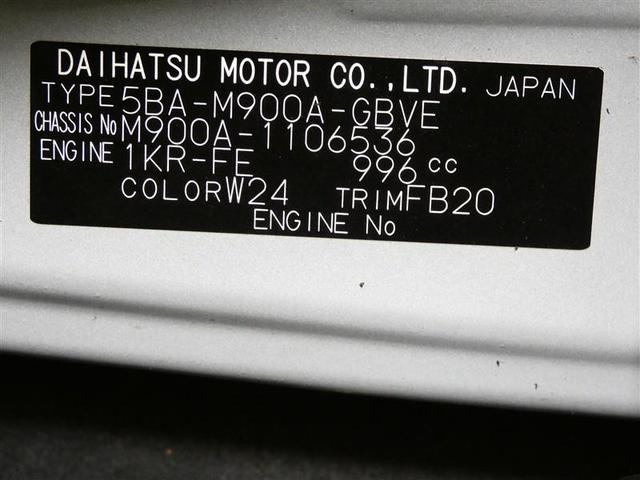 DAIHATSU MOTOR CO.,LTD. JAPAN
TYPE 5BA-M900A-GBVE
CHASSIS No M900A-1106536
ENGINE 1KR-FE 996 cc
COLOR W24 TRIM FB20
ENGINE No